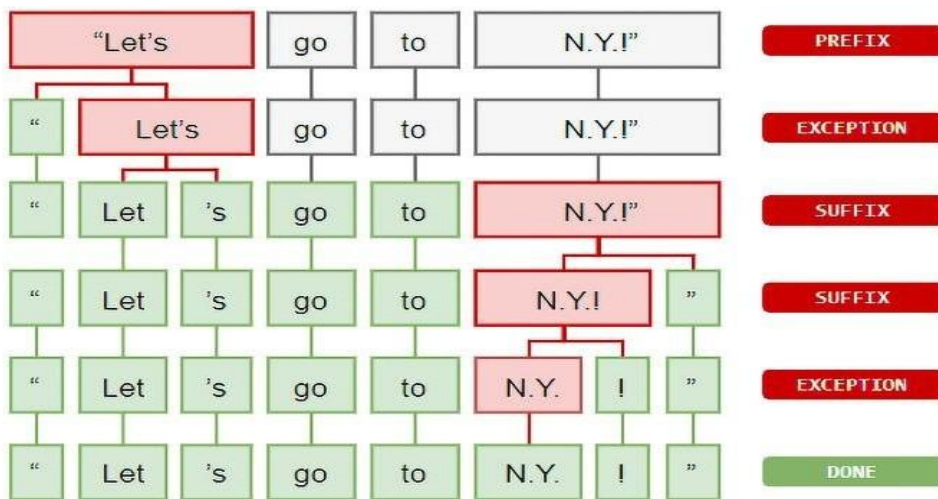 “Let’s go to N.Y.!” PREFIX
“ Let’s go to N.Y.!” EXCEPTION
“ Let ’s go to N.Y.!” SUFFIX
“ Let ’s go to N.Y.! ” SUFFIX
“ Let ’s go to N.Y. ! ” EXCEPTION
“ Let ’s go to N.Y. ! ” DONE